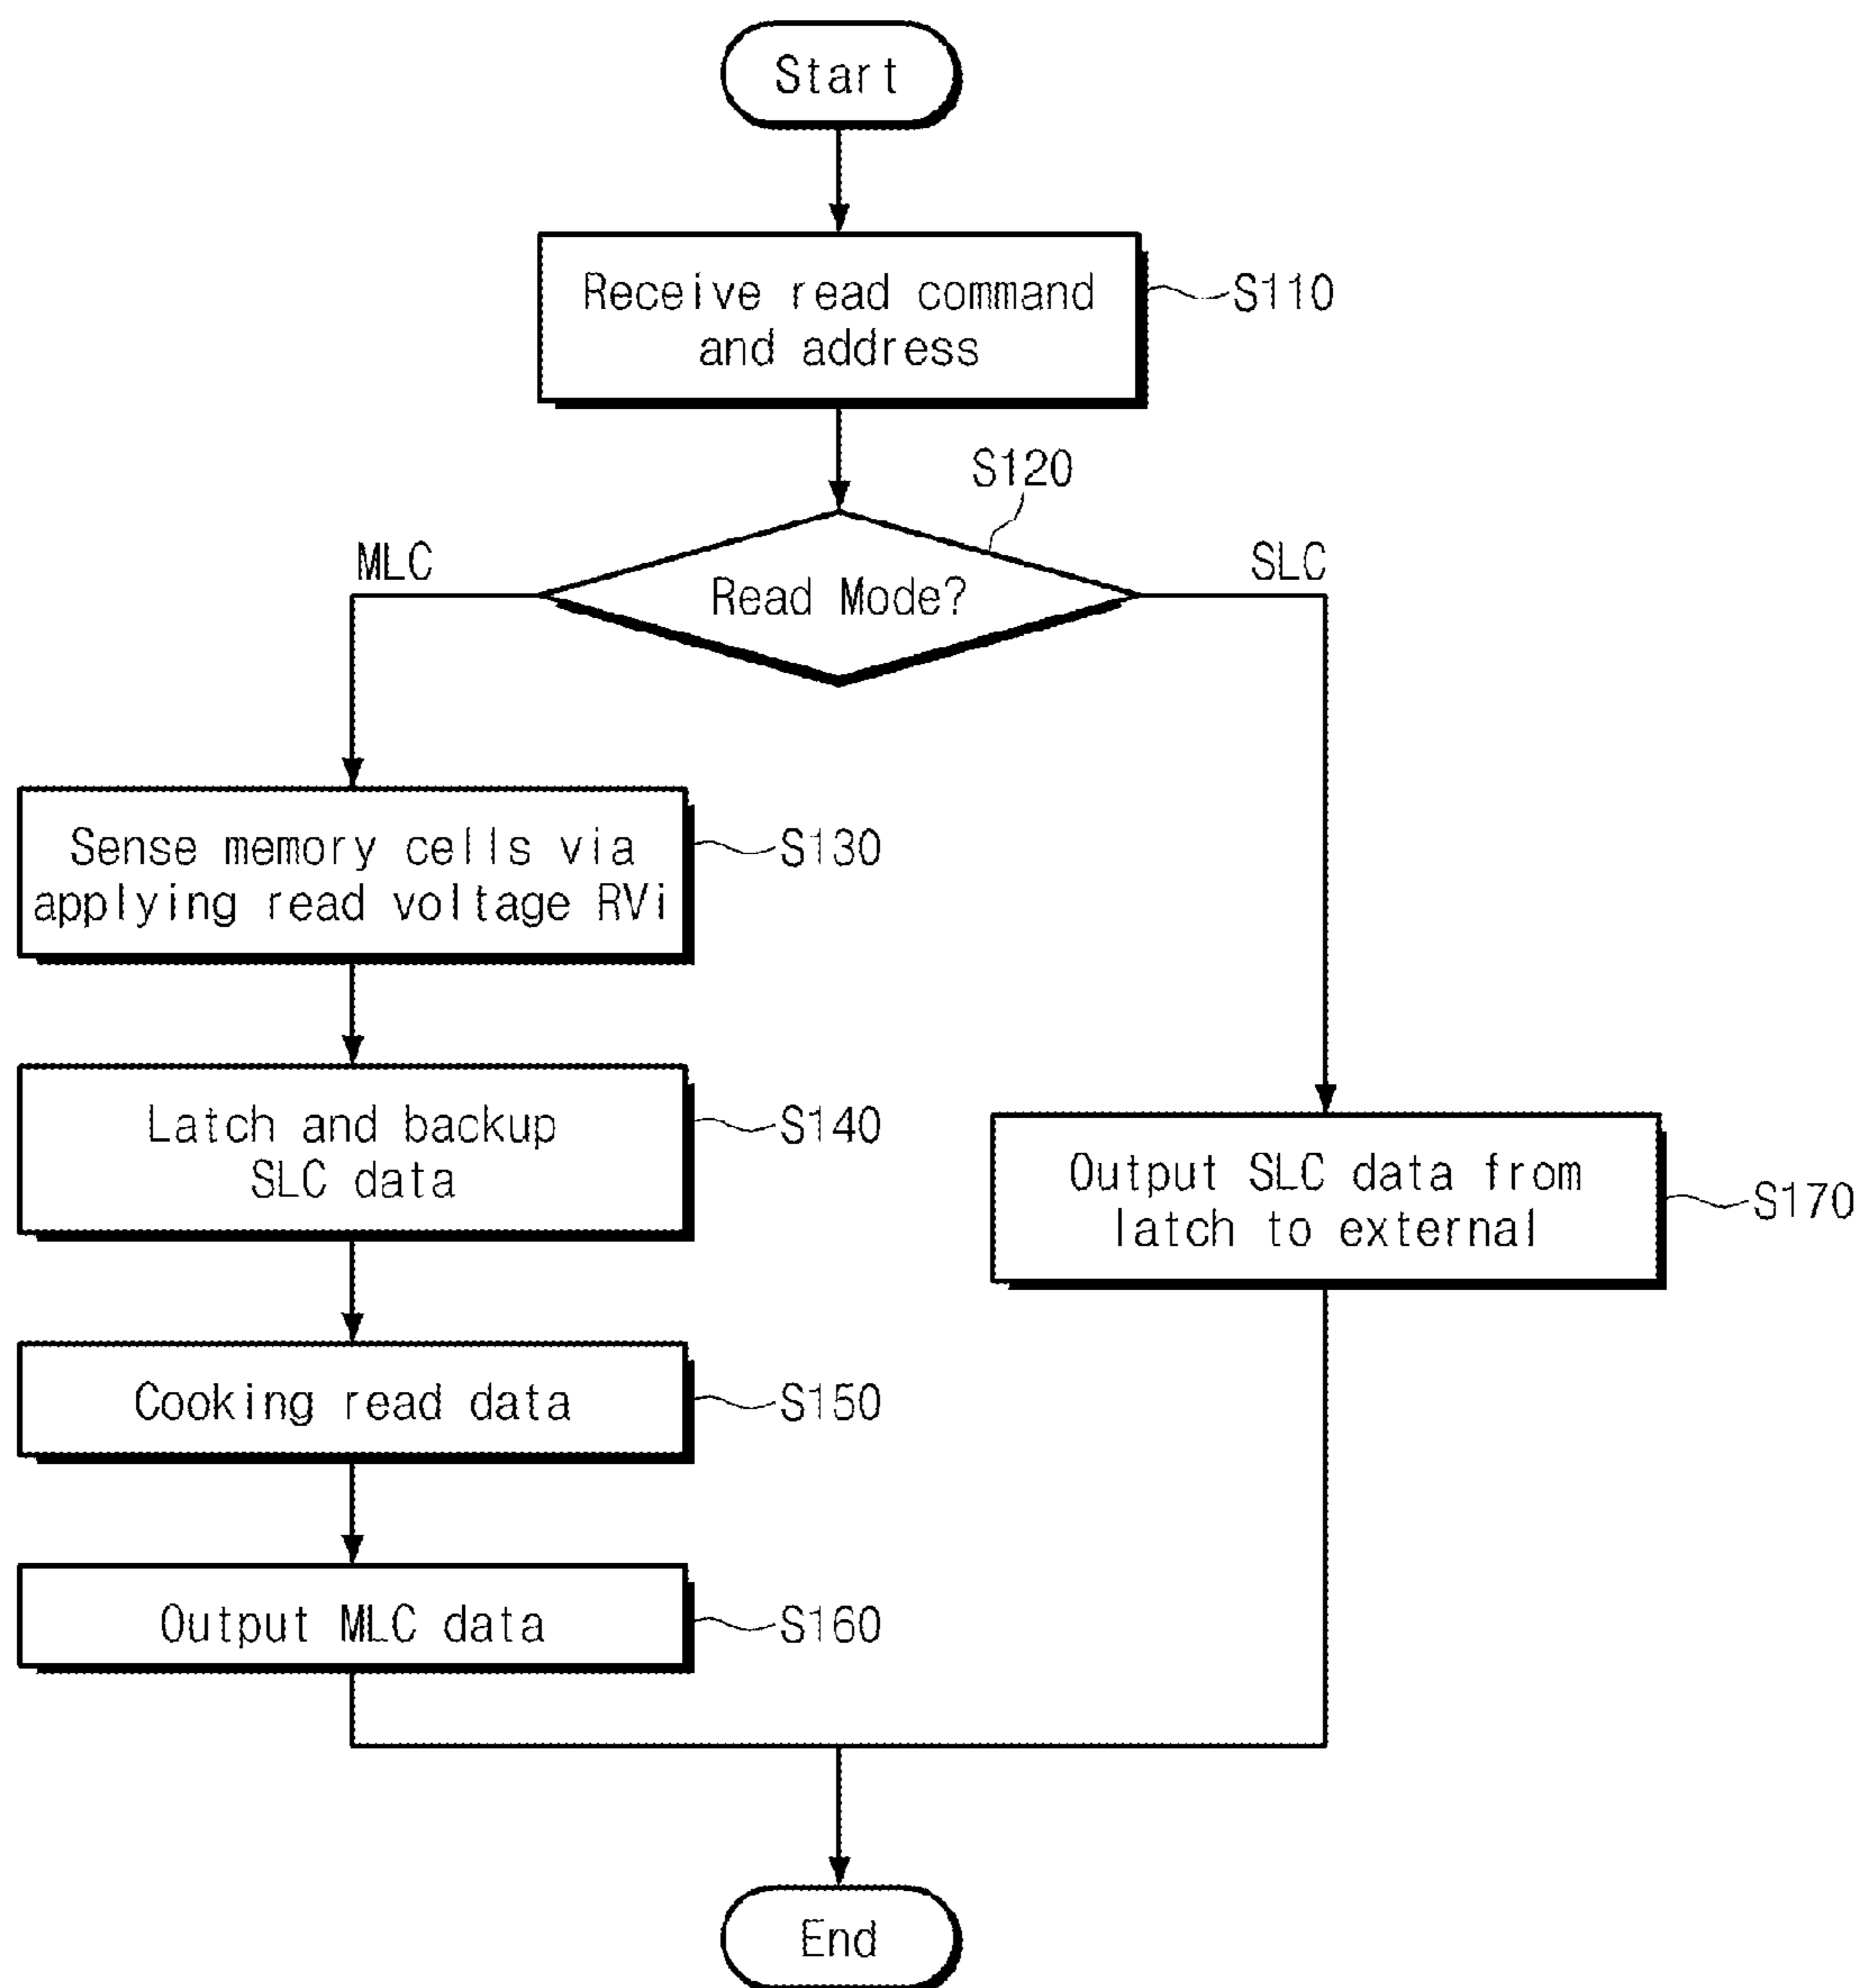 Start
Receive read command
and address
S110
S120
MLC
Read Mode?
SLC
Sense memory cells via
applying read voltage RVi
S130
Latch and backup
SLC data
S140
Output SLC data from
latch to external
S170
Cooking read data
S150
Output MLC data
S160
End